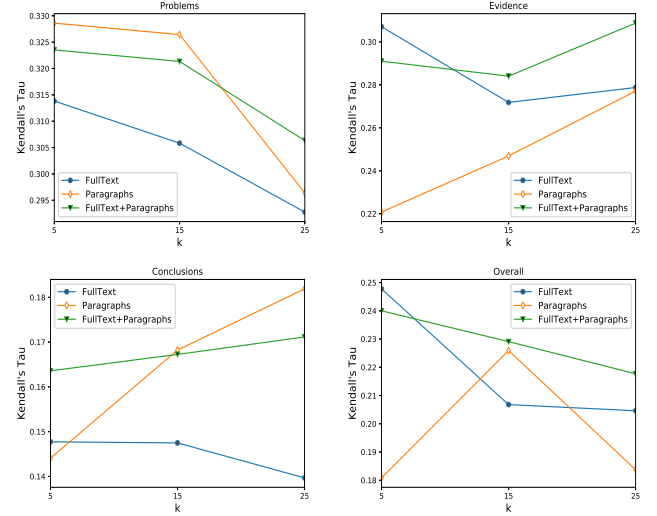 Problems
Kendall's Tau
0.330
0.325
0.320
0.315
0.310
0.305
0.300
0.295
FullText
Paragraphs
FullText+Paragraphs
5
15
25
k
Evidence
Kendall's Tau
0.30
0.28
0.26
0.24
0.22
FullText
Paragraphs
FullText+Paragraphs
5
15
25
k
Conclusions
Kendall's Tau
0.18
0.17
0.16
0.15
0.14
FullText
Paragraphs
FullText+Paragraphs
5
15
25
k
Overall
Kendall's Tau
0.25
0.24
0.23
0.22
0.21
0.20
0.19
0.18
FullText
Paragraphs
FullText+Paragraphs
5
15
25
k